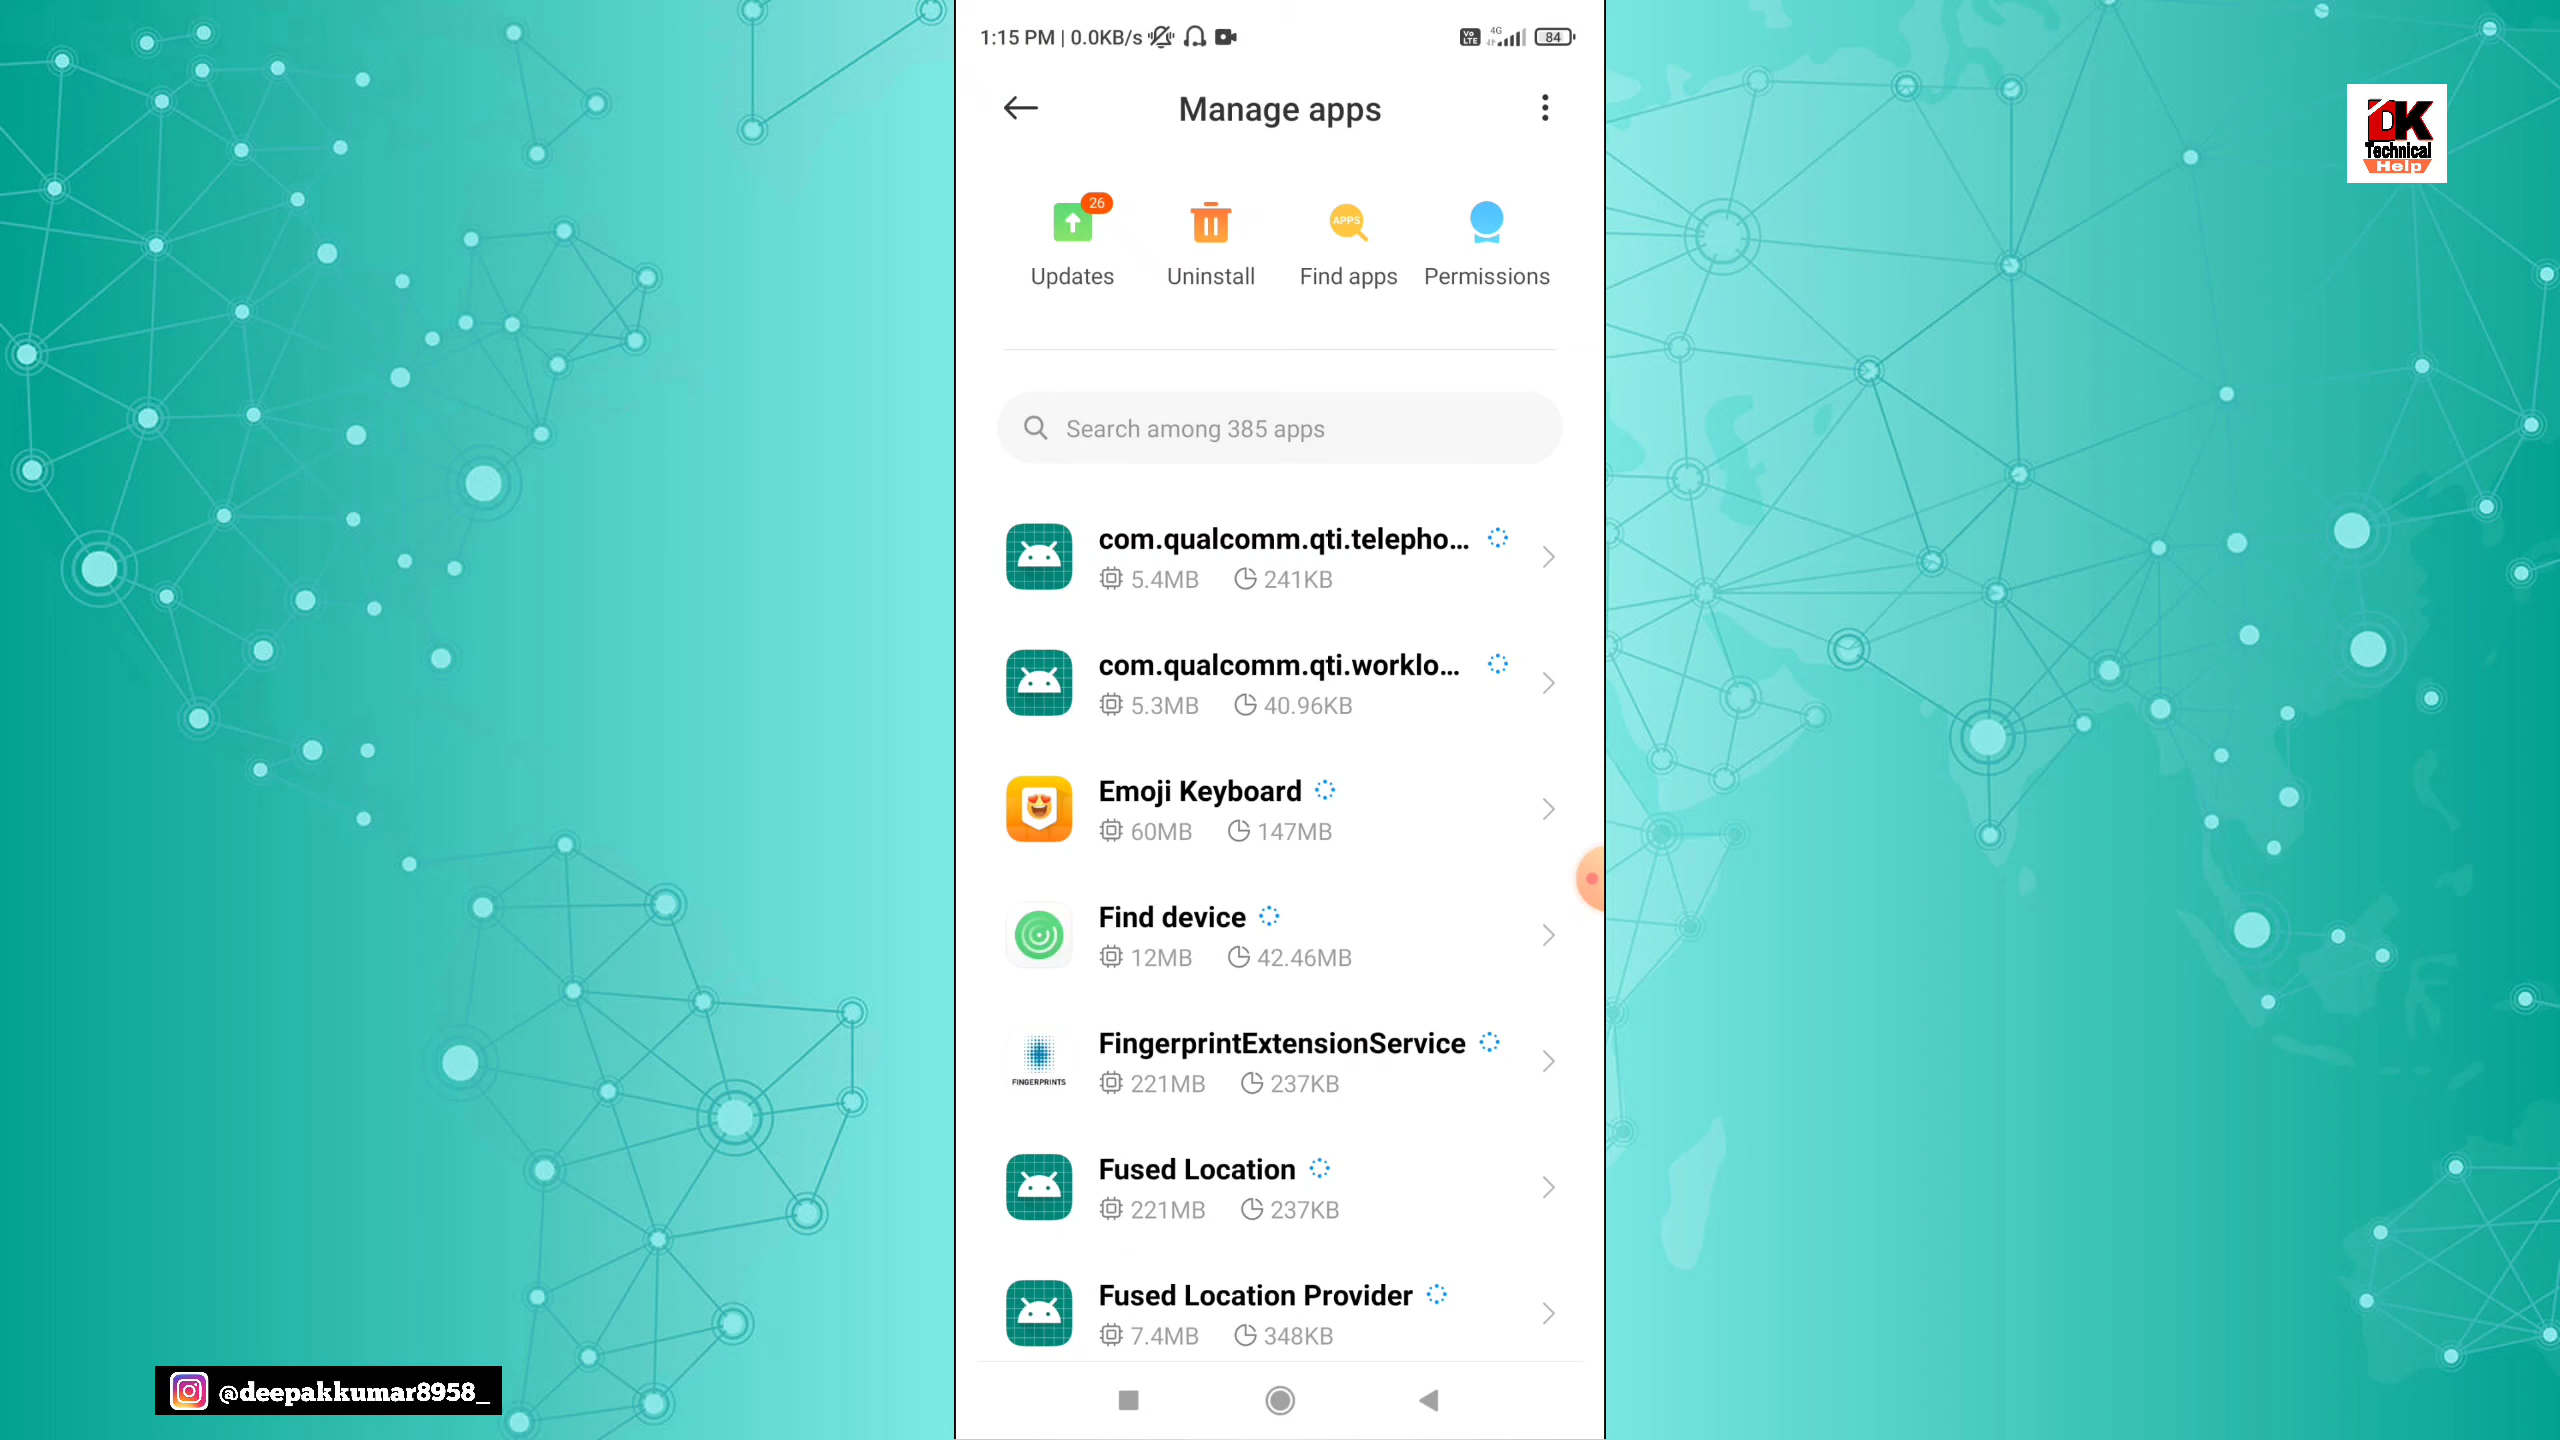 1:15 PM | 0.0KB/s
Vo LTE
4G
84
Manage apps
26
APPS
Updates
Uninstall
Find apps
Permissions
Search among 385 apps
com.qualcomm.qti.telepho...
5.4MB 241KB
com.qualcomm.qti.worklo...
5.3MB 40.96KB
Emoji Keyboard
60MB 147MB
Find device
12MB 42.46MB
FingerprintExtensionService
FINGERPRINTS
221MB 237KB
Fused Location
221MB 237KB
Fused Location Provider
7.4MB 348KB
DK
Technical
Help
@deepakkumar8958_